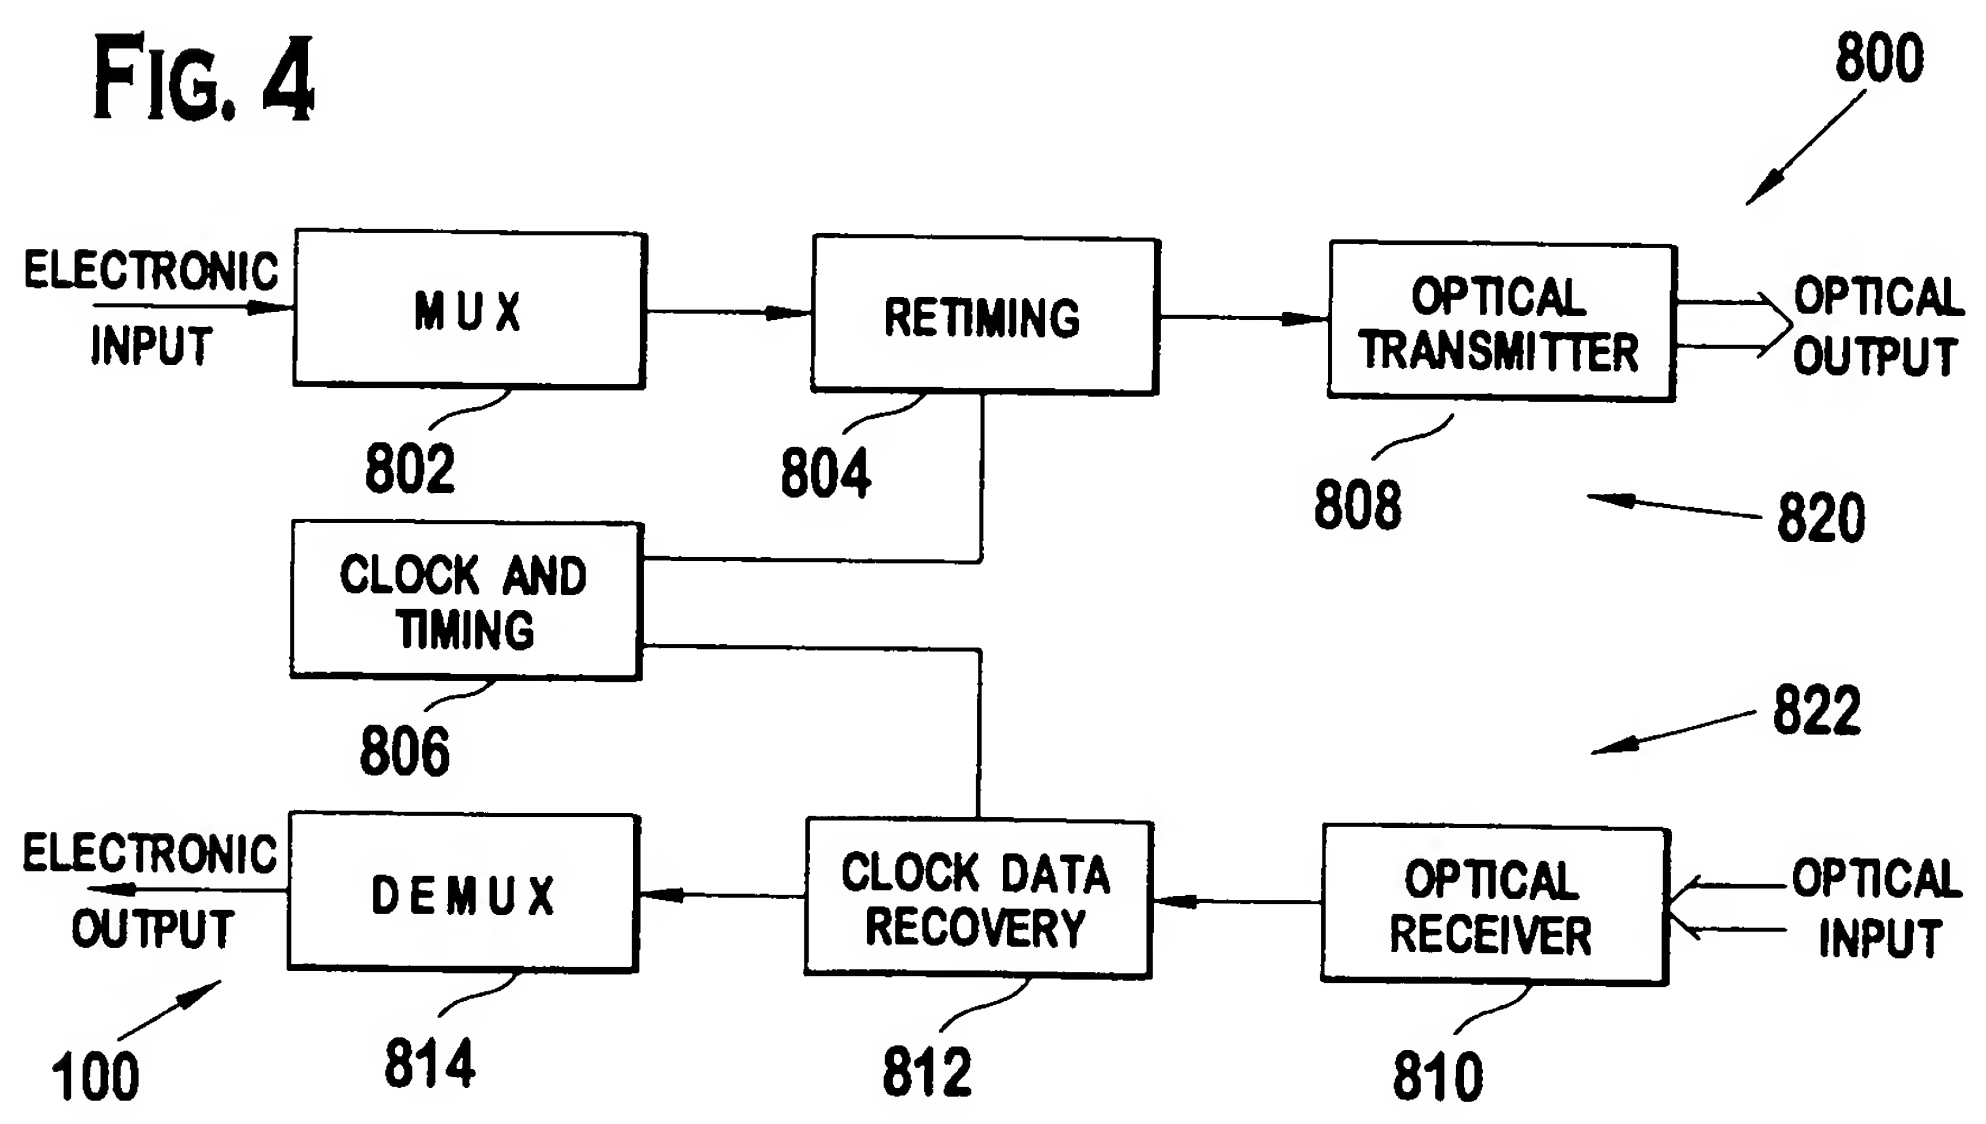 FIG. 4
800
ELECTRONIC
INPUT
MUX
RETIMING
OPTICAL
TRANSMITTER
OPTICAL
OUTPUT
802
804
808
820
CLOCK AND
TIMING
806
822
ELECTRONIC
OUTPUT
DEMUX
CLOCK DATA
RECOVERY
OPTICAL
RECEIVER
OPTICAL
INPUT
100
814
812
810